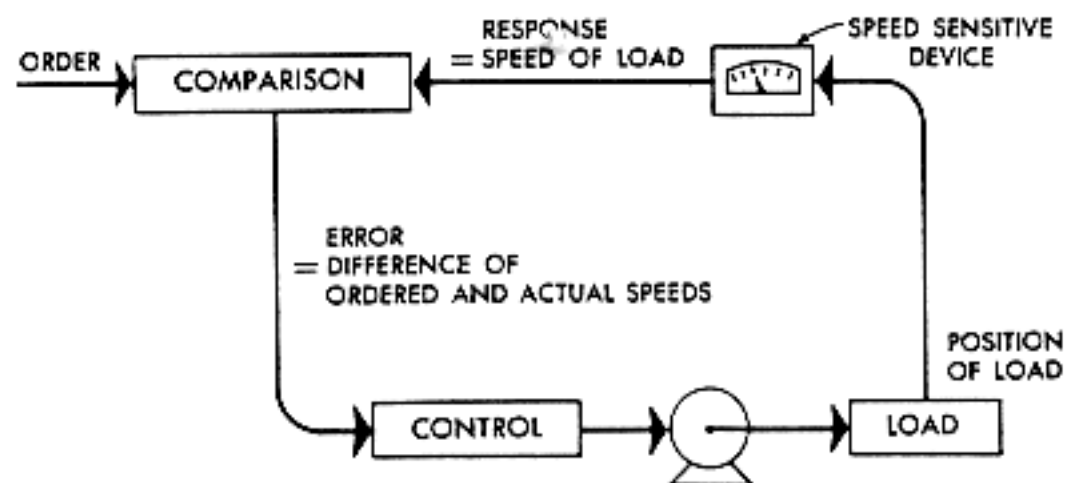 ORDER
COMPARISON
RESPONSE
= SPEED OF LOAD
SPEED SENSITIVE
DEVICE
ERROR
= DIFFERENCE OF
ORDERED AND ACTUAL SPEEDS
POSITION
OF LOAD
CONTROL
LOAD